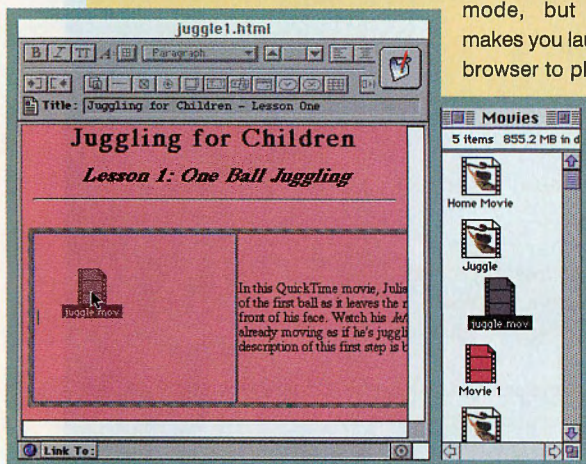 mode, but
makes you lau
browser to pl
juggle1.html
B I TT A Paragraph
Title: Juggling for Children - Lesson One
Juggling for Children
Lesson 1: One Ball Juggling
juggle.mov
In this QuickTime movie, Julia
of the first ball as it leaves the r
front of his face. Watch his
already moving as if he's juggli
description of this first step is b
Link To:
Movies
5 items 855.2 MB in d
Home Movie
Juggle
juggle.mov
Movie 1